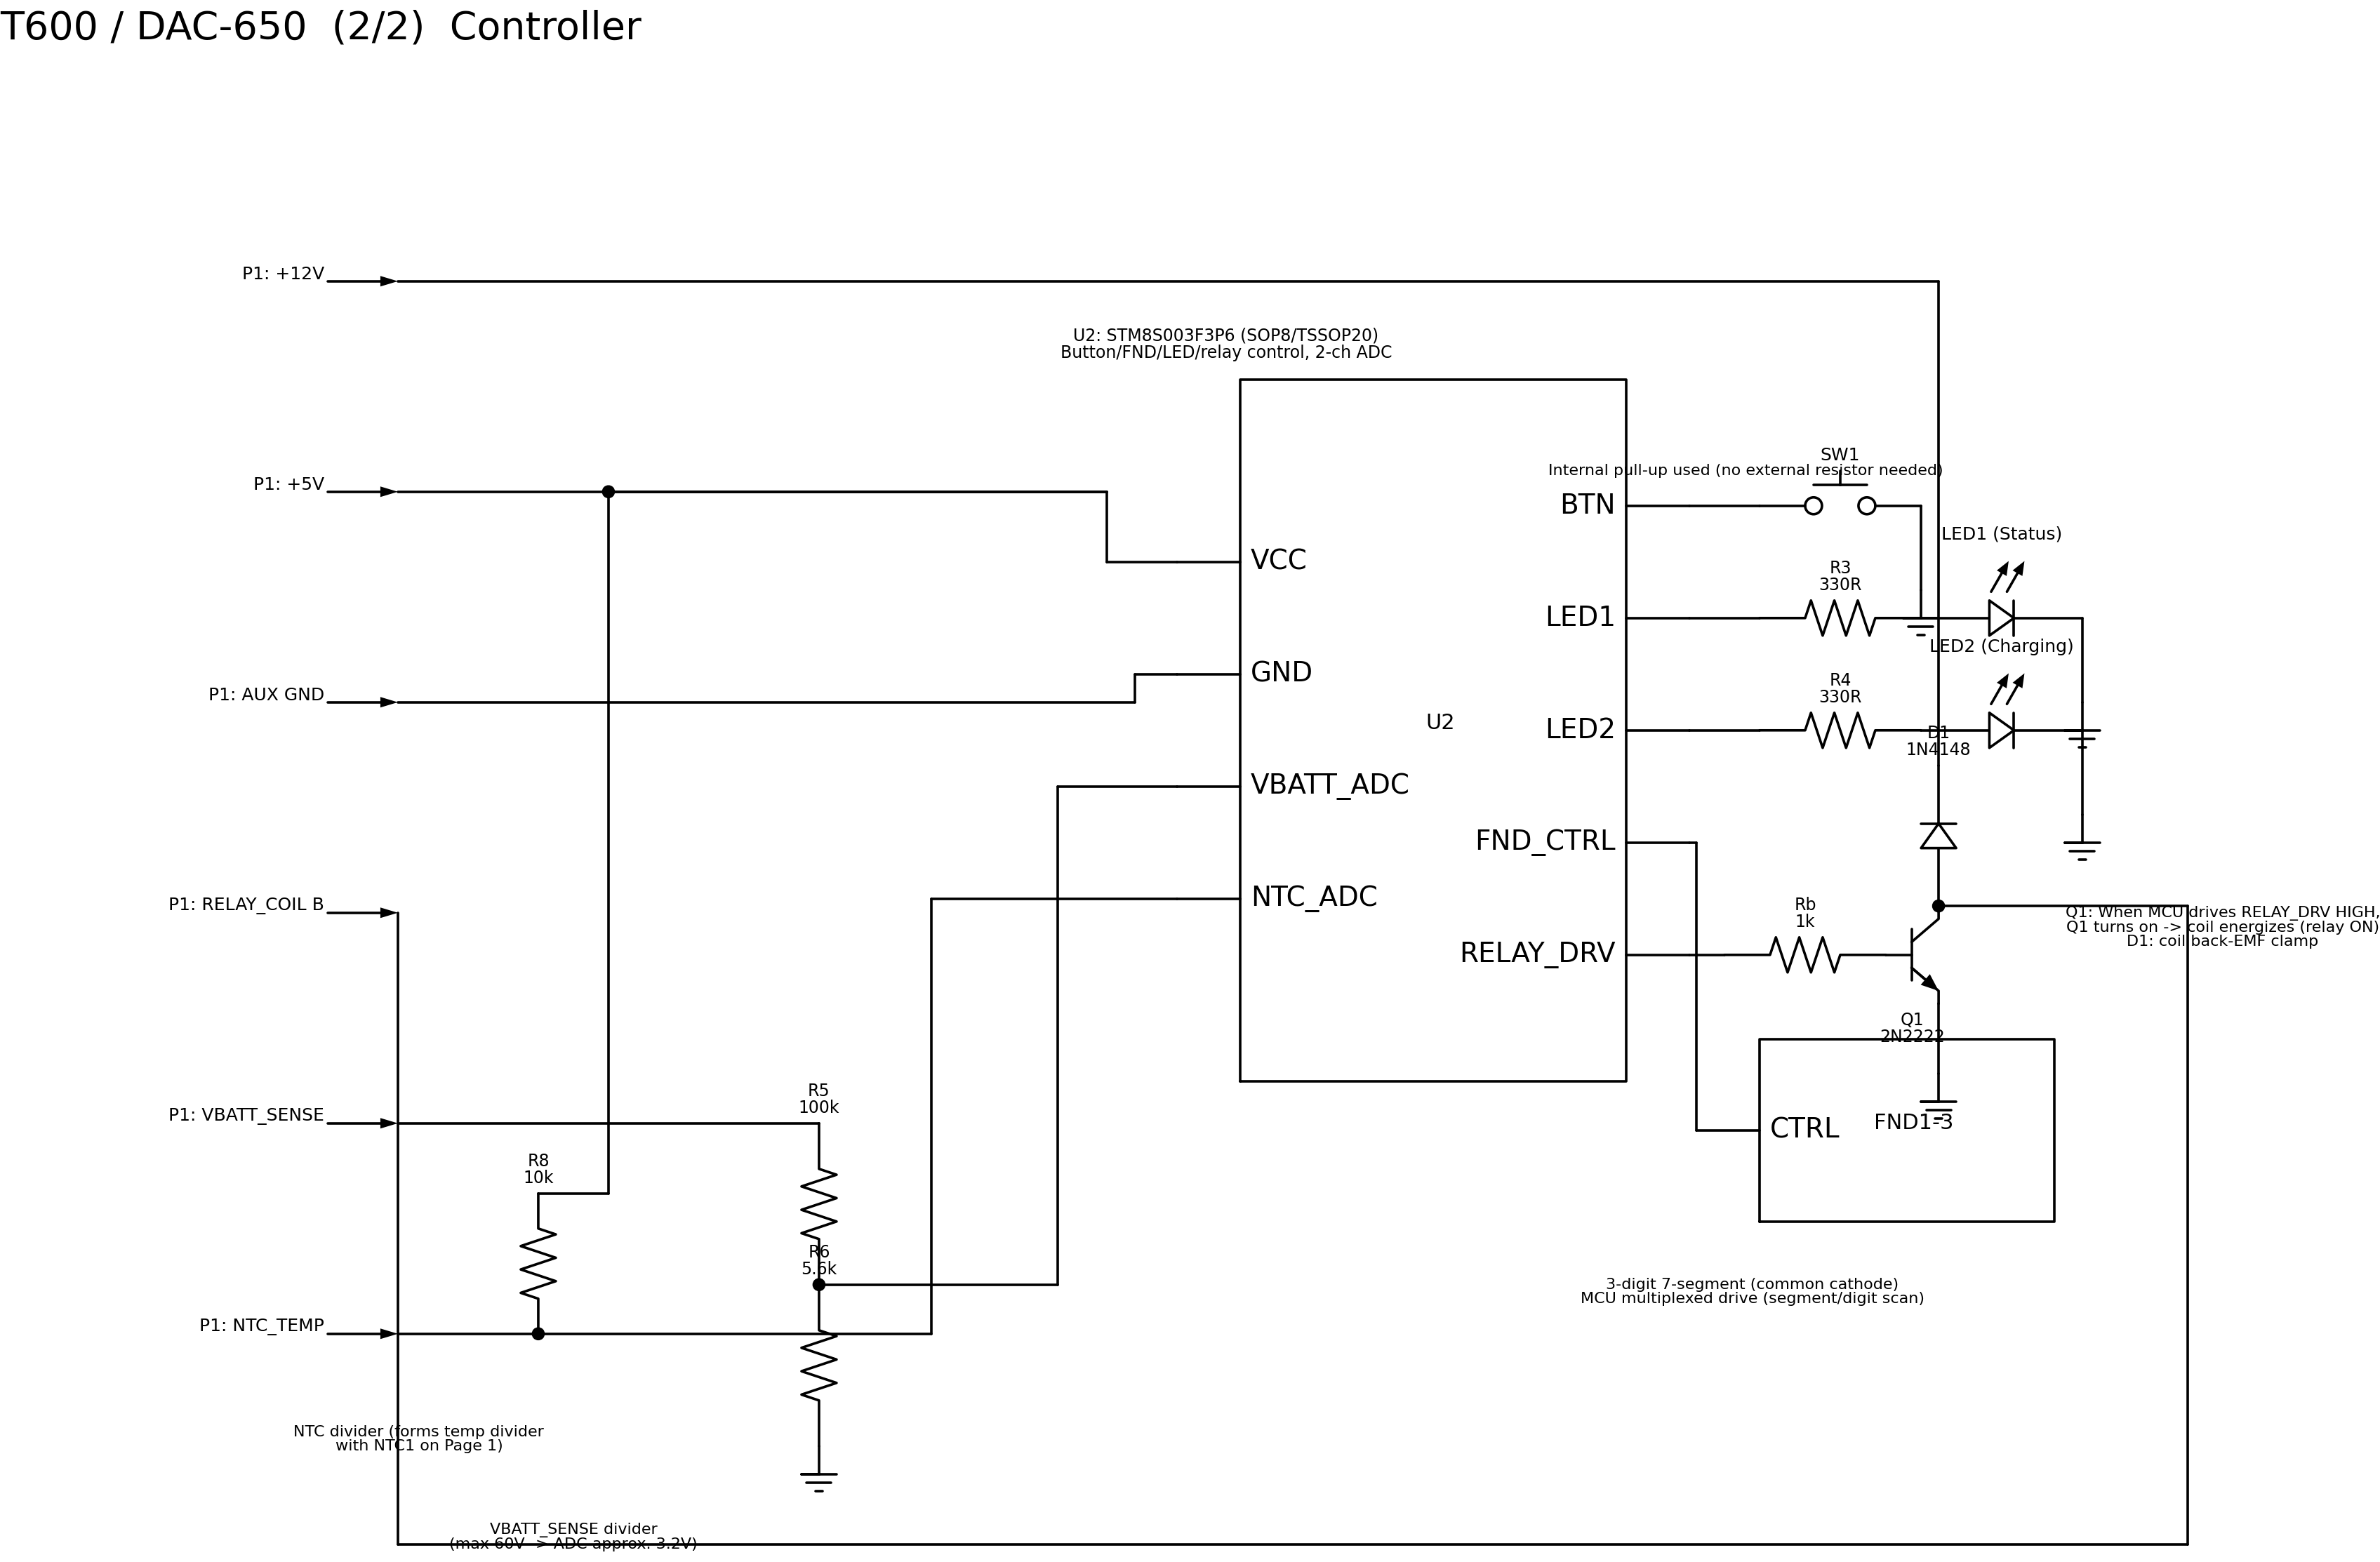 T600 / DAC-650  (2/2)  Controller
P1: +12V
U2: STM8S003F3P6 (SOP8/TSSOP20)
Button/FND/LED/relay control, 2-ch ADC
SW1
Internal pull-up used (no external resistor needed)
P1: +5V
BTN
LED1 (Status)
VCC
R3
330R
LED1
LED2 (Charging)
GND
R4
330R
P1: AUX GND
U2
LED2
D1
1N4148
VBATT_ADC
FND_CTRL
NTC_ADC
P1: RELAY_COIL B
Rb
1k
Q1: When MCU drives RELAY_DRV HIGH,
Q1 turns on -> coil energizes (relay ON)
D1: coil back-EMF clamp
RELAY_DRV
Q1
2N2222
R5
100k
P1: VBATT_SENSE
CTRL
FND1-3
R8
10k
R6
5.6k
3-digit 7-segment (common cathode)
MCU multiplexed drive (segment/digit scan)
P1: NTC_TEMP
NTC divider (forms temp divider
with NTC1 on Page 1)
VBATT_SENSE divider
(max 60V -> ADC approx. 3.2V)